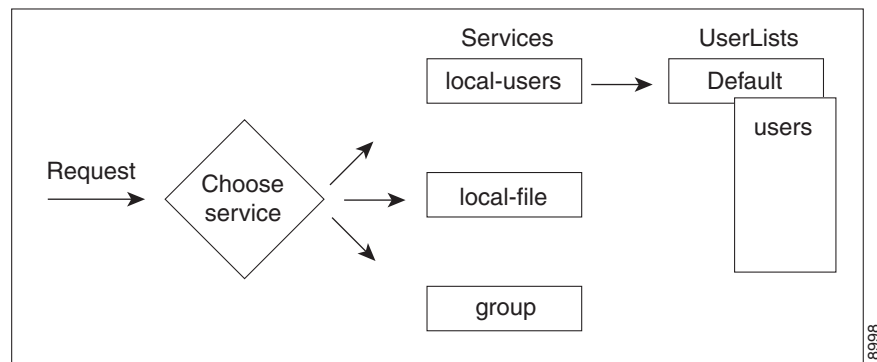 Services
UserLists
local-users
Default
users
Request
Choose
service
local-file
group
8998